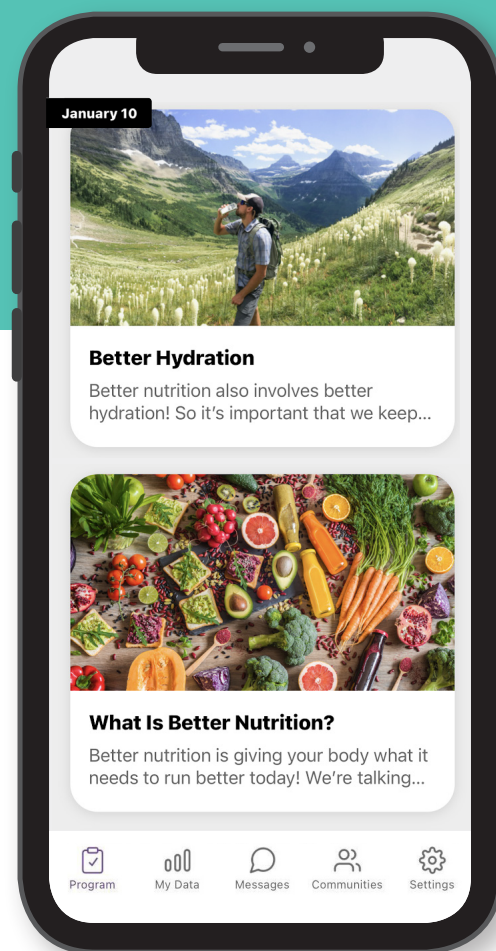 January 10
Better Hydration
Better nutrition also involves better
hydration! So it’s important that we keep...
What Is Better Nutrition?
Better nutrition is giving your body what it
needs to run better today! We’re talking...
Program My Data Messages Communities Settings